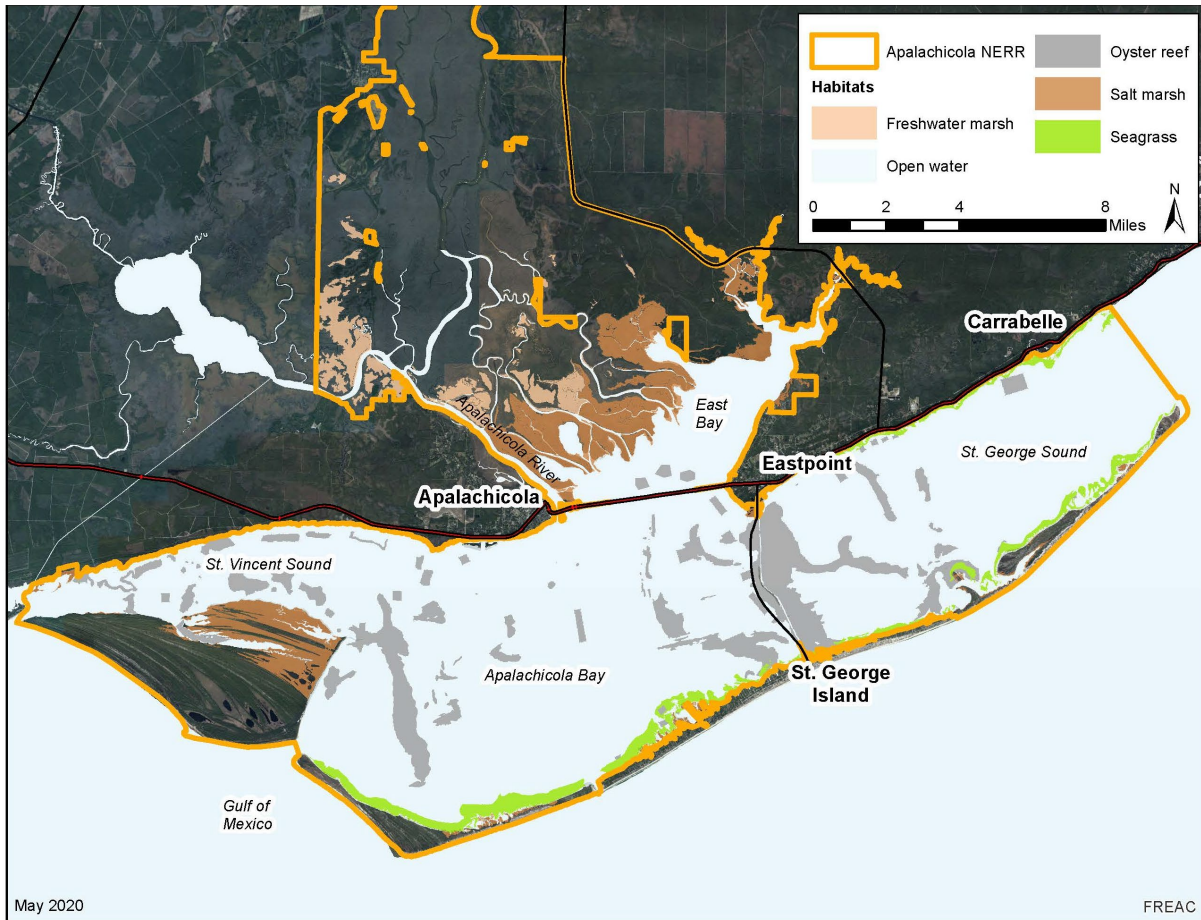 Apalachicola NERR
Habitats
Freshwater marsh
Open water
Oyster reef
Salt marsh
Seagrass
N
0 2 4 8
Miles
Carrabelle
East
Bay
Apalachicola River
St. George Sound
Eastpoint
Apalachicola
St. Vincent Sound
Apalachicola Bay
St. George
Island
Gulf of
Mexico
May 2020
FREAC